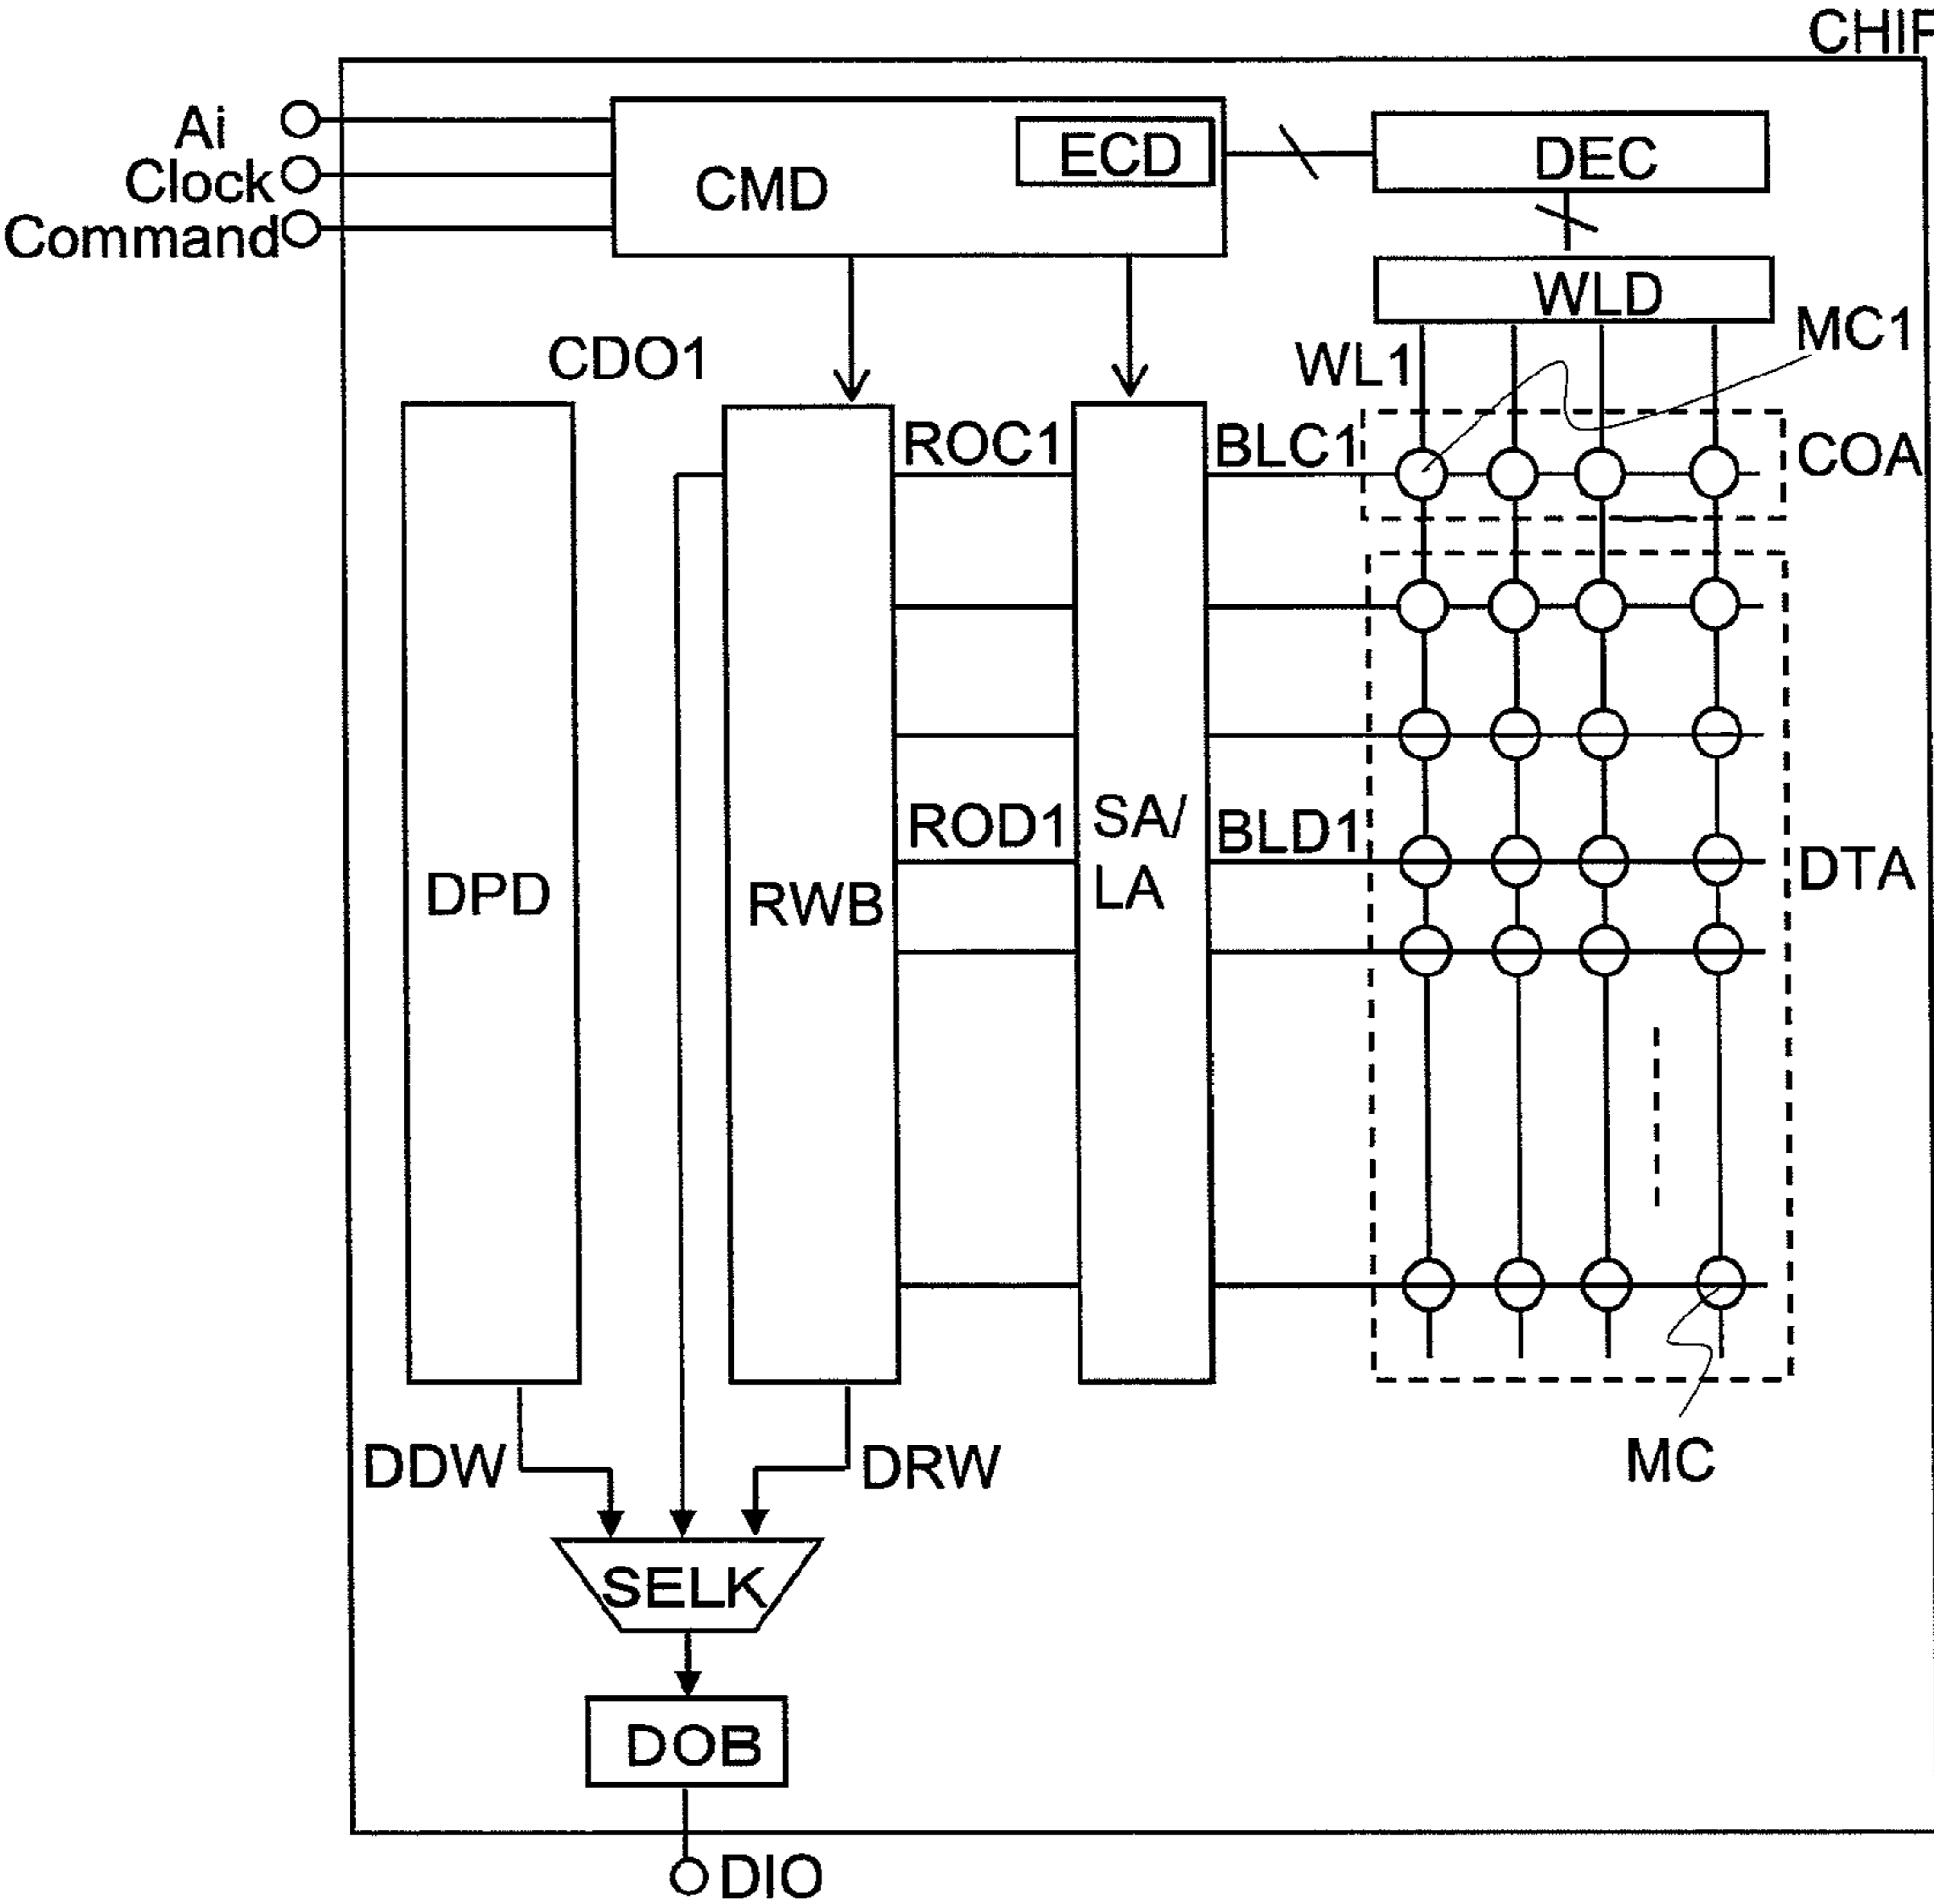 CHIP
Ai
Clock
Command
CMD
ECD
DEC
WLD
MC1
CDO1
WL1
ROC1
BLC1
COA
ROD1
SA/
LA
BLD1
DTA
DPD
RWB
DDW
DRW
MC
SELK
DOB
DIO